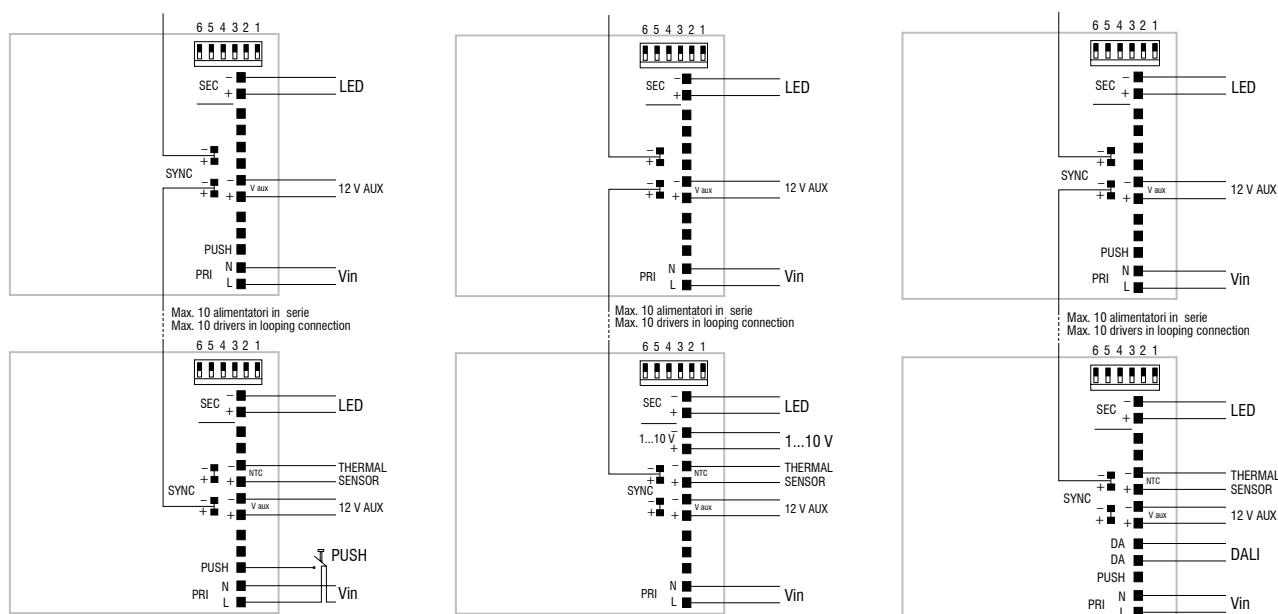 6 5 4 3 2 1
SEC
−
+
LED
−
+
SYNC
−
+
−
+
V aux
12 V AUX
PUSH
PRI
N
L
Vin
6 5 4 3 2 1
SEC
−
+
LED
−
+
−
+
−
+
V aux
12 V AUX
PRI
N
L
Vin
6 5 4 3 2 1
SEC
−
+
LED
−
+
SYNC
−
+
−
+
V aux
12 V AUX
PUSH
PRI
N
L
Vin
Max. 10 alimentatori in serie
Max. 10 drivers in looping connection
Max. 10 alimentatori in serie
Max. 10 drivers in looping connection
Max. 10 alimentatori in serie
Max. 10 drivers in looping connection
6 5 4 3 2 1
SEC
−
+
LED
−
+
−
+
NTC
THERMAL
SENSOR
SYNC
−
+
−
+
V aux
12 V AUX
PUSH
PUSH
PRI
N
L
Vin
6 5 4 3 2 1
SEC
−
+
LED
1...10 V
−
+
1...10 V
−
+
−
+
NTC
THERMAL
SENSOR
SYNC
−
+
−
+
V aux
12 V AUX
PRI
N
L
Vin
6 5 4 3 2 1
SEC
−
+
LED
−
+
−
+
NTC
THERMAL
SENSOR
SYNC
−
+
−
+
V aux
12 V AUX
DA
DA
DALI
PUSH
PRI
N
L
Vin